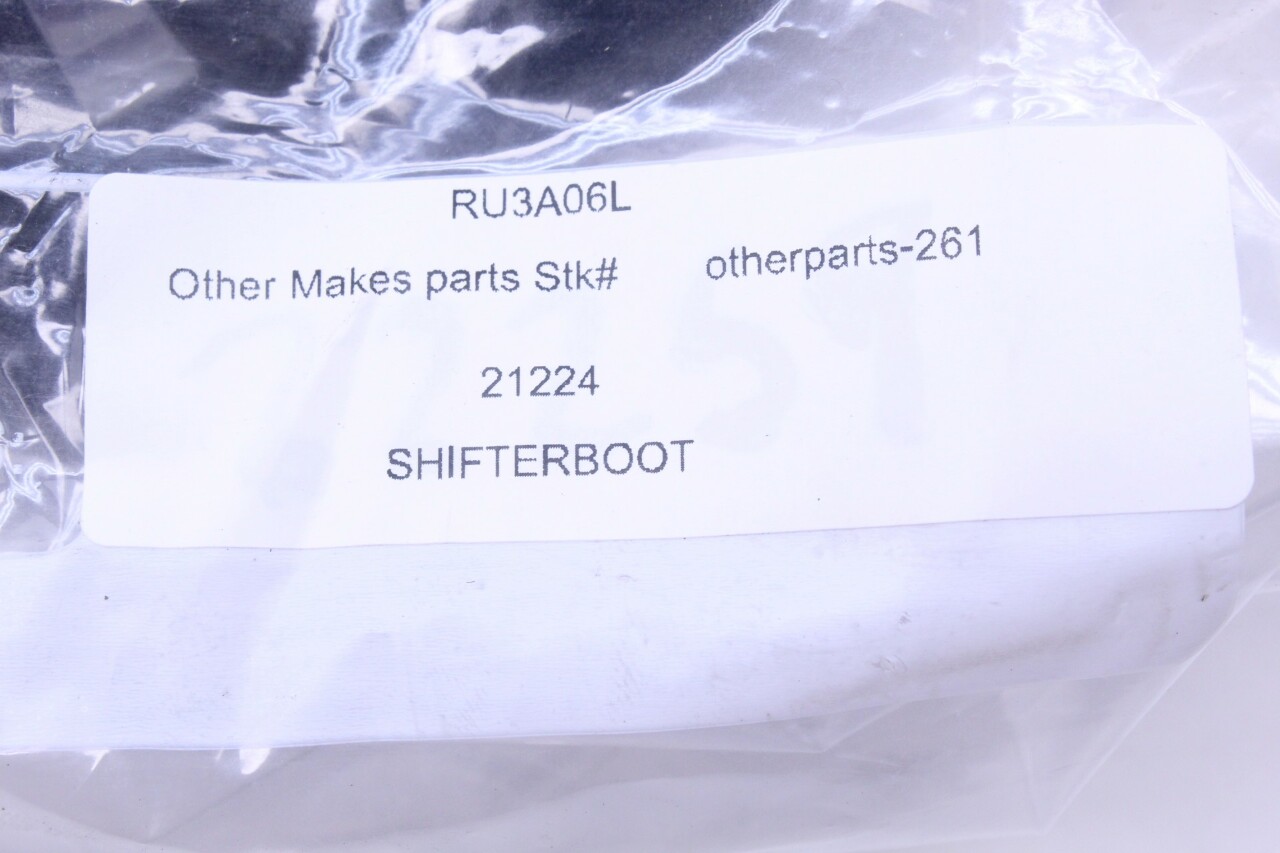 RU3A06L
Other Makes parts Stk# otherparts-261
21224
SHIFTERBOOT